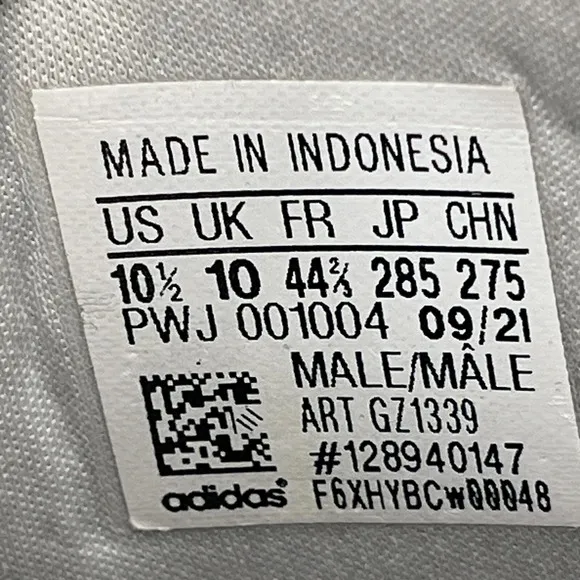 MADE IN INDONESIA
US UK FR JP CHN
10½ 10 44⅔ 285 275
PWJ 001004 09/21
MALE/MÂLE
ART GZ1339
#128940147
adidas® F6XHYBCW00048